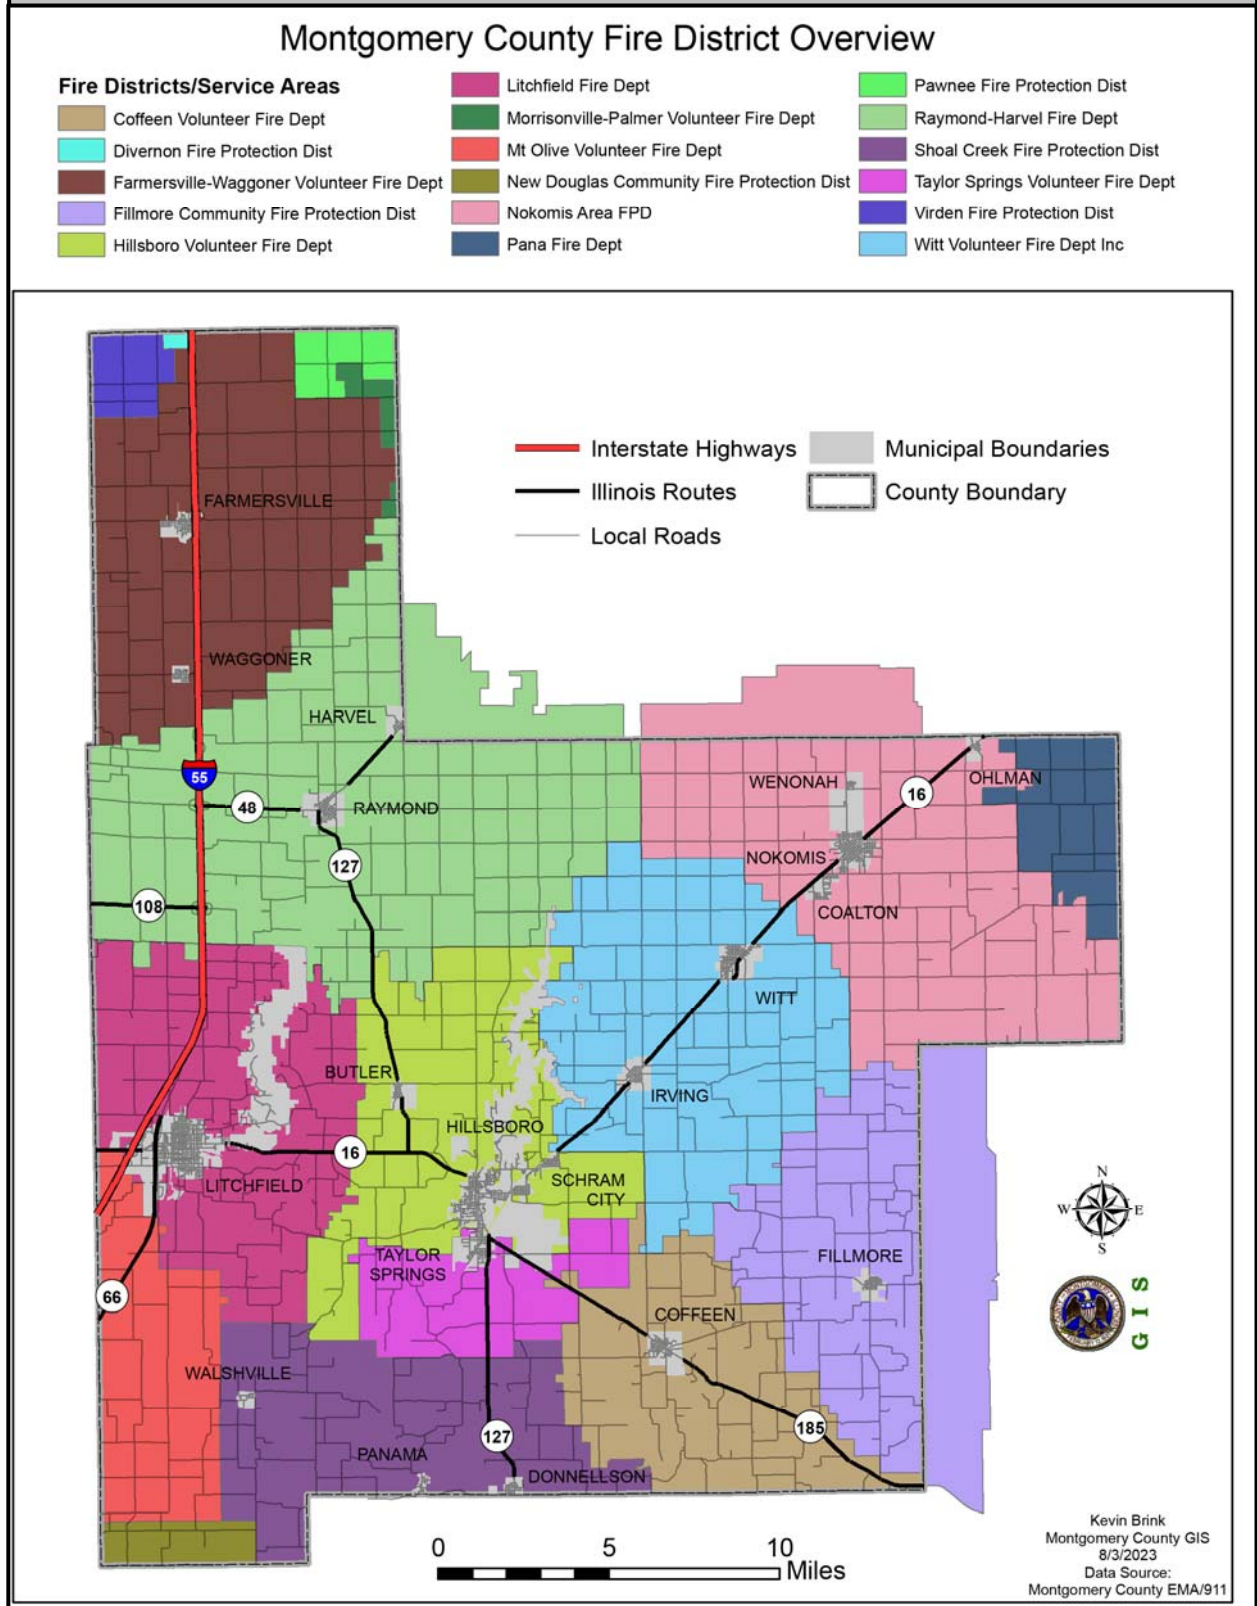 Montgomery County Fire District Overview
Fire Districts/Service Areas
Coffeen Volunteer Fire Dept
Divernon Fire Protection Dist
Farmersville-Waggoner Volunteer Fire Dept
Fillmore Community Fire Protection Dist
Hillsboro Volunteer Fire Dept
Litchfield Fire Dept
Morrisonville-Palmer Volunteer Fire Dept
Mt Olive Volunteer Fire Dept
New Douglas Community Fire Protection Dist
Nokomis Area FPD
Pana Fire Dept
Pawnee Fire Protection Dist
Raymond-Harvel Fire Dept
Shoal Creek Fire Protection Dist
Taylor Springs Volunteer Fire Dept
Virden Fire Protection Dist
Witt Volunteer Fire Dept Inc
Interstate Highways
Illinois Routes
Local Roads
Municipal Boundaries
County Boundary
FARMERSVILLE
WAGGONER
HARVEL
55
48
RAYMOND
127
108
WENONAH
OHLMAN
16
NOKOMIS
COALTON
WITT
BUTLER
IRVING
HILLSBORO
16
LITCHFIELD
SCHRAM
CITY
TAYLOR
SPRINGS
FILLMORE
66
COFFEEN
WALSHVILLE
185
127
PANAMA
DONNELLSON
N
W
E
S
GIS
0
5
10
Miles
Kevin Brink
Montgomery County GIS
8/3/2023
Data Source:
Montgomery County EMA/911